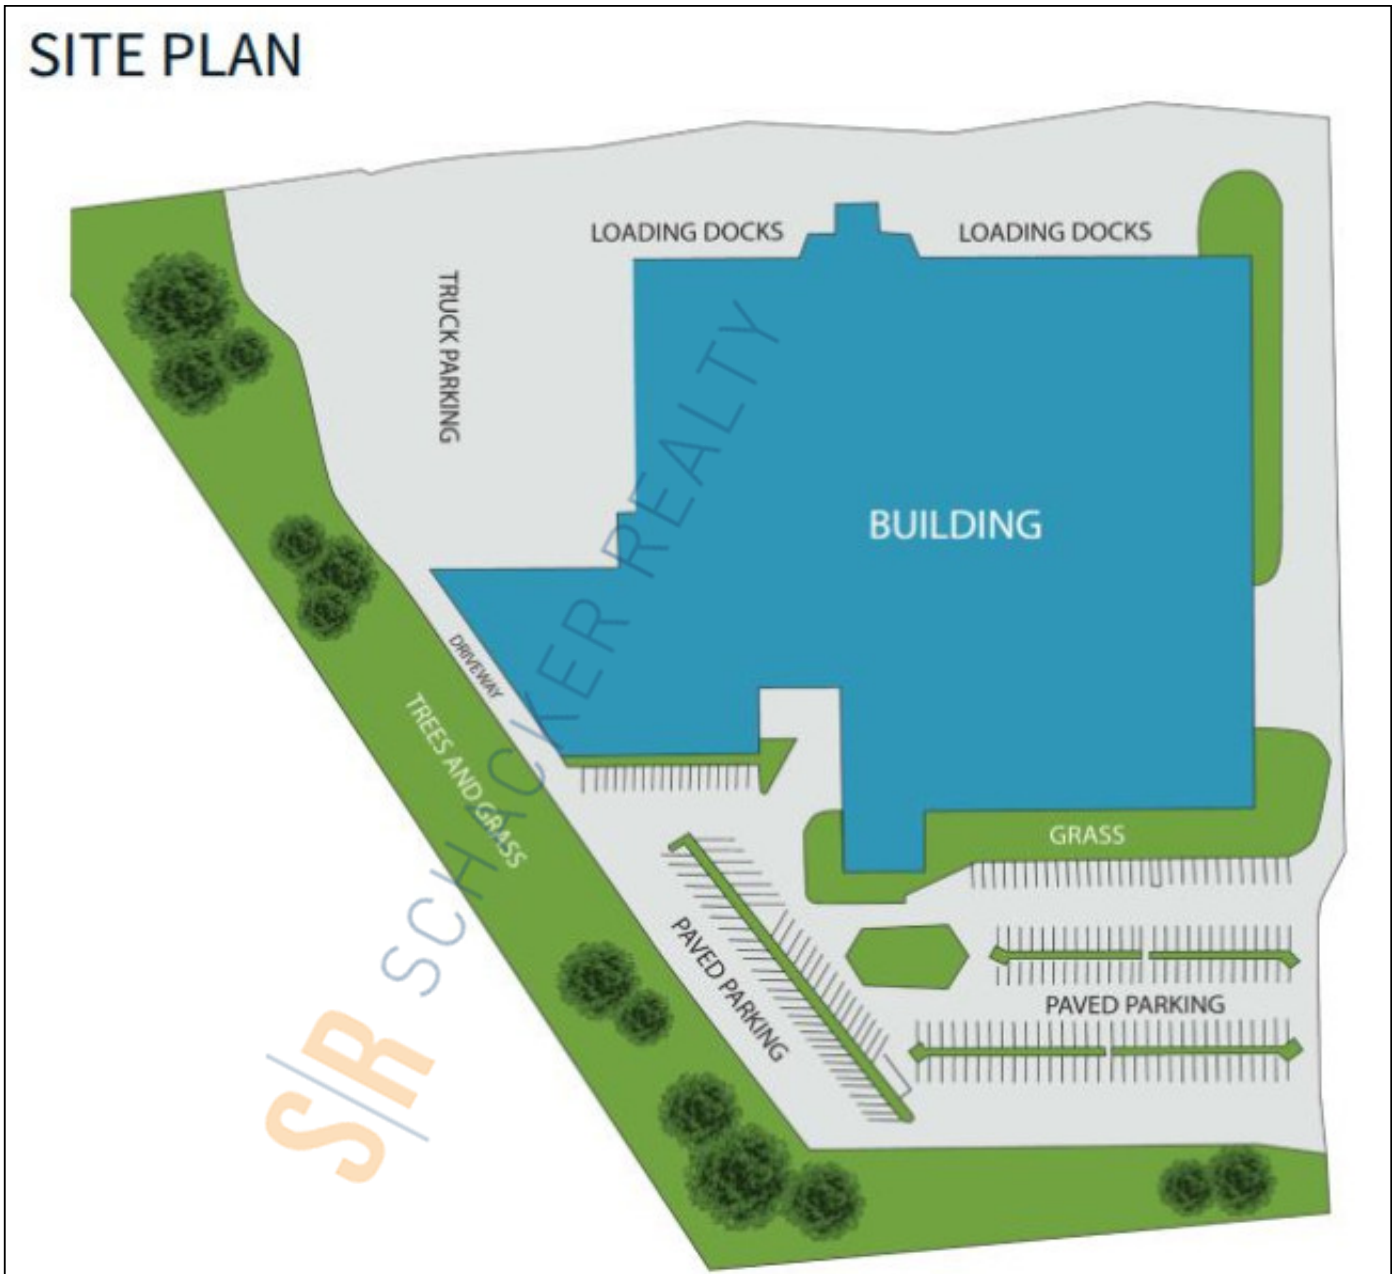 SITE PLAN
LOADING DOCKS
LOADING DOCKS
TRUCK PARKING
BUILDING
DRIVEWAY
TREES AND GRASS
GRASS
PAVED PARKING
PAVED PARKING
SR SCHACKER REALTY